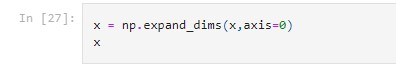 In [27]:
x = np.expand_dims(x,axis=0)
x